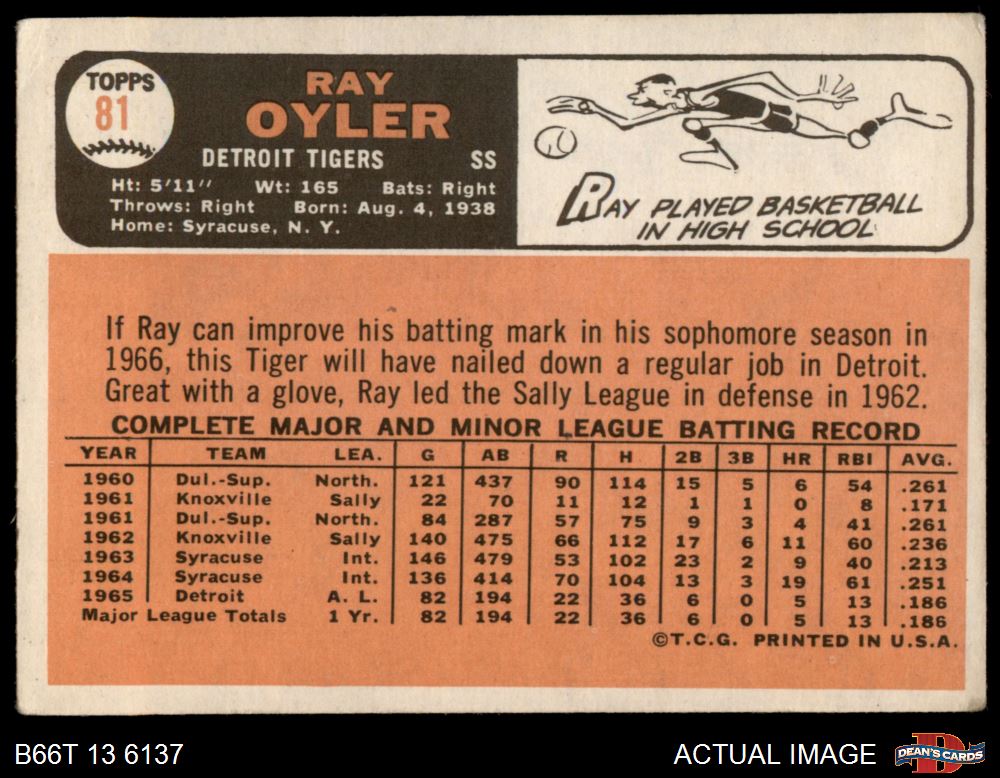 TOPPS
81
RAY
OYLER
DETROIT TIGERS SS
Ht: 5'11" Wt: 165 Bats: Right
Throws: Right Born: Aug. 4, 1938
Home: Syracuse, N. Y.
RAY PLAYED BASKETBALL
IN HIGH SCHOOL
If Ray can improve his batting mark in his sophomore season in
1966, this Tiger will have nailed down a regular job in Detroit.
Great with a glove, Ray led the Sally League in defense in 1962.
COMPLETE MAJOR AND MINOR LEAGUE BATTING RECORD
YEAR TEAM LEA. G AB R H 2B 3B HR RBI AVG.
1960 Dul.-Sup. North. 121 437 90 114 15 5 6 54 .261
1961 Knoxville Sally 22 70 11 12 1 1 0 8 .171
1961 Dul.-Sup. North. 84 287 57 75 9 3 4 41 .261
1962 Knoxville Sally 140 475 66 112 17 6 11 60 .236
1963 Syracuse Int. 146 479 53 102 23 2 9 40 .213
1964 Syracuse Int. 136 414 70 104 13 3 19 61 .251
1965 Detroit A. L. 82 194 22 36 6 0 5 13 .186
Major League Totals 1 Yr. 82 194 22 36 6 0 5 13 .186
©T.C.G. PRINTED IN U.S.A.
B66T 13 6137 ACTUAL IMAGE
DEAN'S CARDS